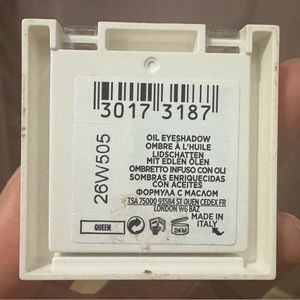 3017 3187
26W505
OIL EYESHADOW
OMBRE À L'HUILE
LIDSCHATTEN
MIT EDLEN ÖLEN
OMBRETTO INFUSO CON OLI
SOMBRAS ENRIQUECIDAS
CON ACEITES
ФОРМУЛА С МАСЛОМ
TSA 75000 93584 ST OUEN CEDEX FR
LONDON W6 8AZ
QUEEN
24M
MADE IN
ITALY